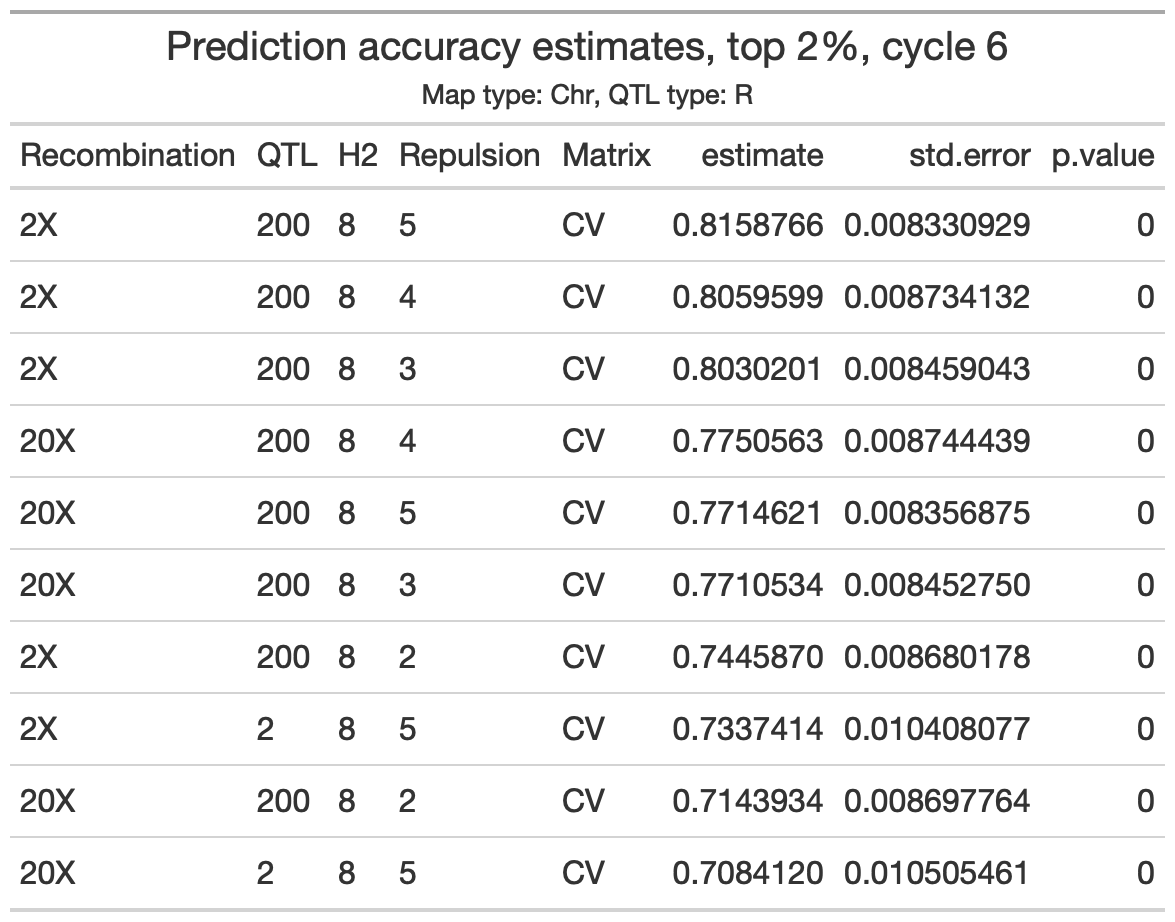 Prediction accuracy estimates, top 2%, cycle 6
Map type: Chr, QTL type: R
Recombination QTL H2 Repulsion Matrix estimate std.error p.value
2X 200 8 5 CV 0.8158766 0.008330929 0
2X 200 8 4 CV 0.8059599 0.008734132 0
2X 200 8 3 CV 0.8030201 0.008459043 0
20X 200 8 4 CV 0.7750563 0.008744439 0
20X 200 8 5 CV 0.7714621 0.008356875 0
20X 200 8 3 CV 0.7710534 0.008452750 0
2X 200 8 2 CV 0.7445870 0.008680178 0
2X 2 8 5 CV 0.7337414 0.010408077 0
20X 200 8 2 CV 0.7143934 0.008697764 0
20X 2 8 5 CV 0.7084120 0.010505461 0